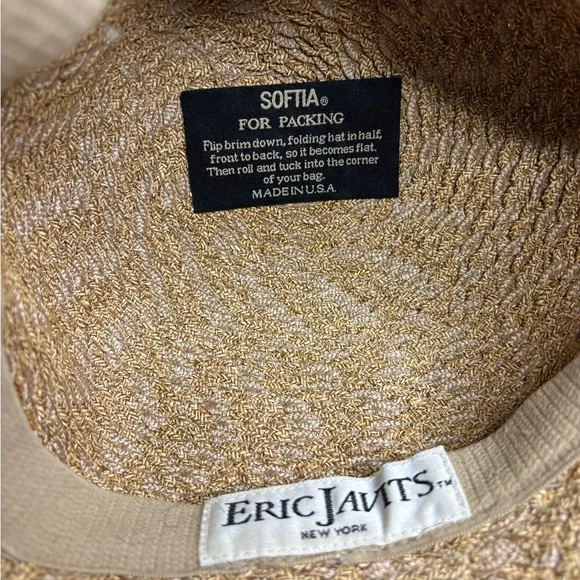 SOFTIA®
FOR PACKING
Flip brim down, folding hat in half,
front to back, so it becomes flat.
Then roll and tuck into the corner
of your bag.
MADE IN U.S.A.
ERIC JAVITS™
NEW YORK